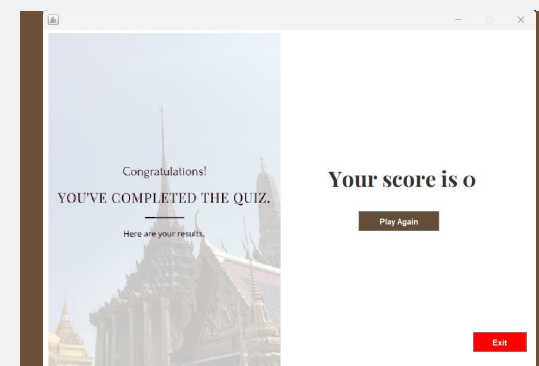 Congratulations!
YOU'VE COMPLETED THE QUIZ.
Here are your results.
Your score is 0
Play Again
Exit